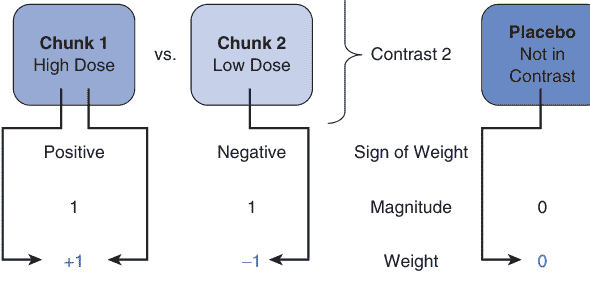 Chunk 1
High Dose
vs.
Chunk 2
Low Dose
Contrast 2
Placebo
Not in
Contrast
Positive
Negative
Sign of Weight
1
1
Magnitude
0
+1
−1
Weight
0